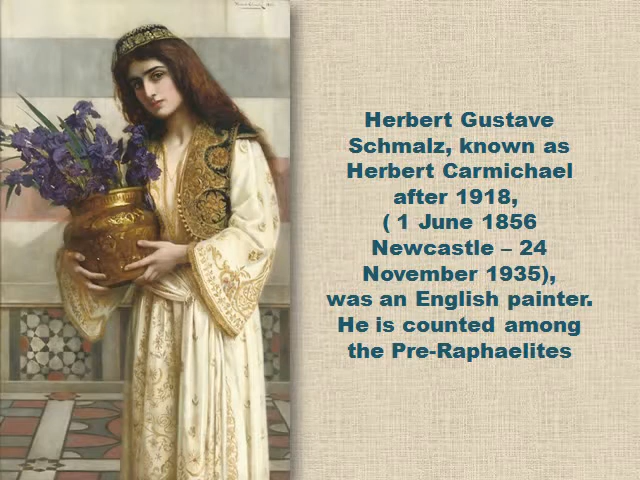 Herbert Gustave
Schmalz, known as
Herbert Carmichael
after 1918,
( 1 June 1856
Newcastle – 24
November 1935),
was an English painter.
He is counted among
the Pre-Raphaelites